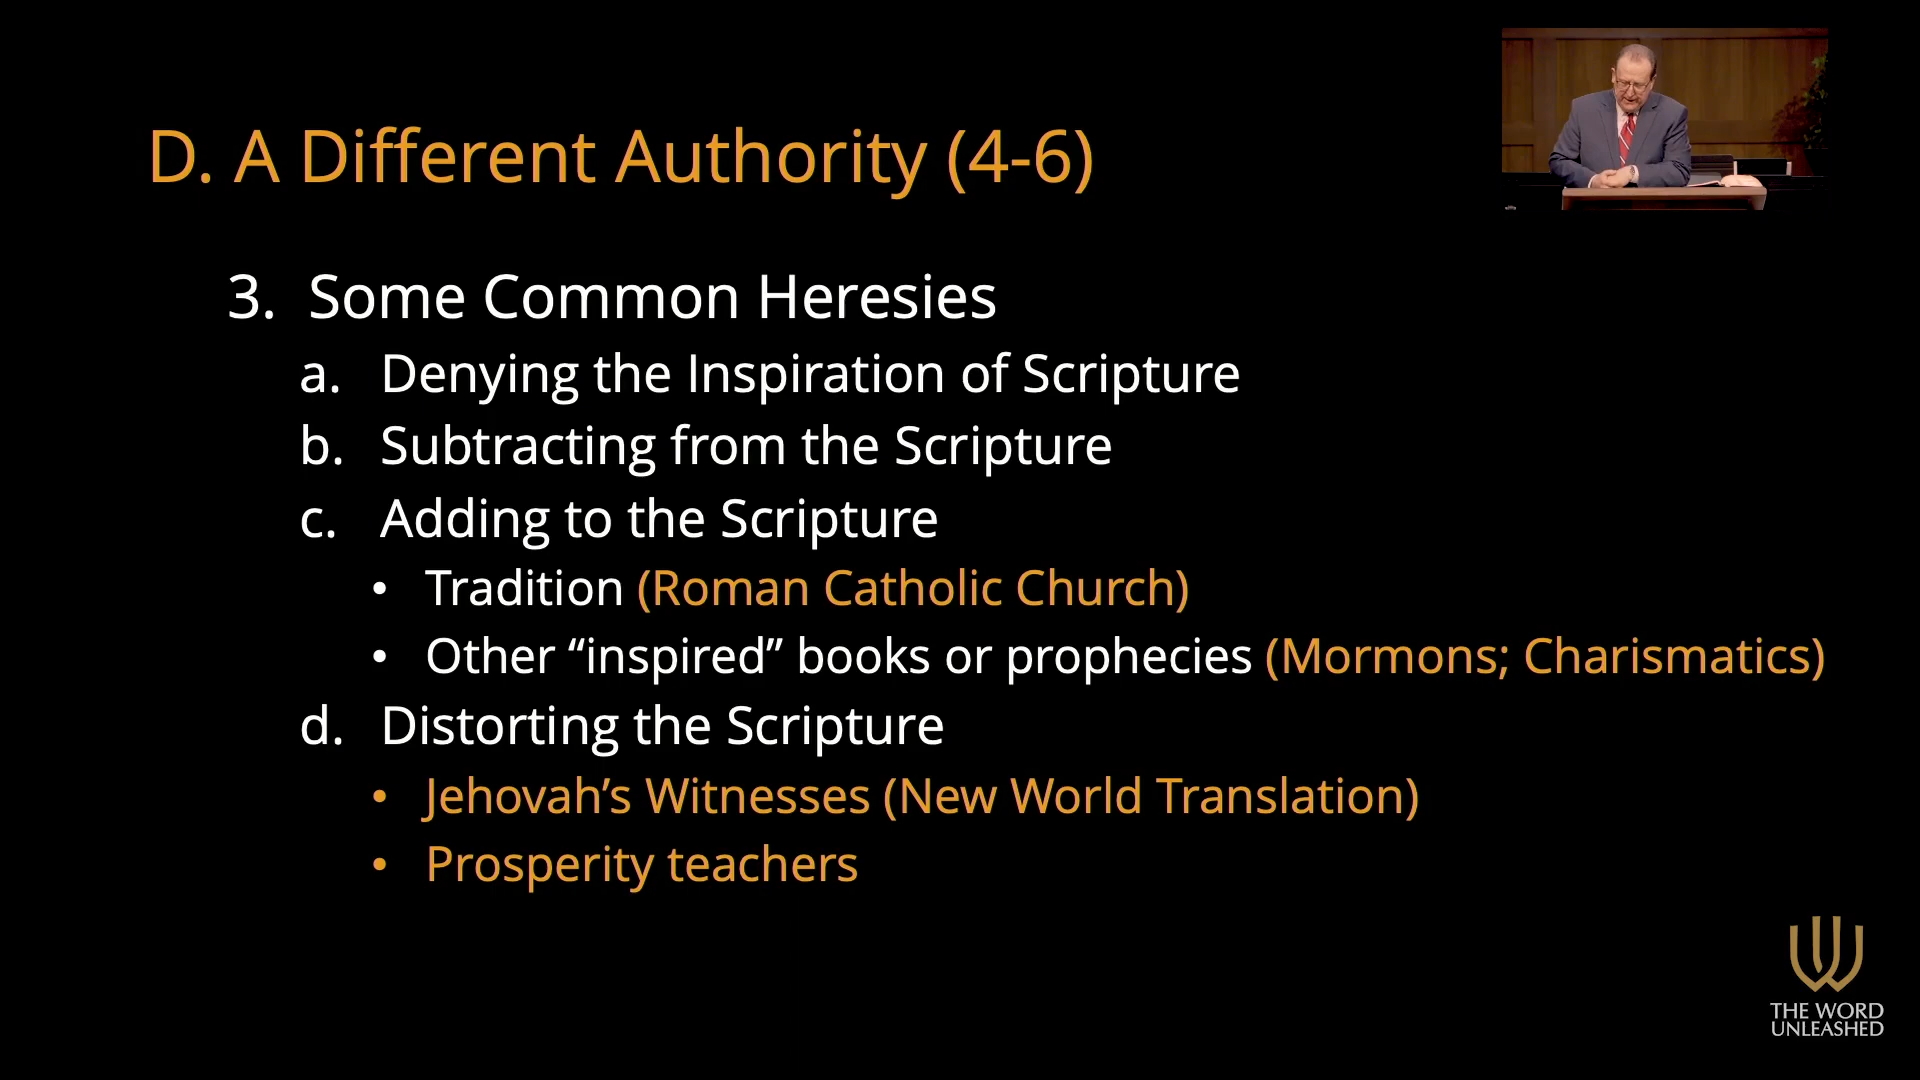 D. A Different Authority (4-6)
3. Some Common Heresies
a. Denying the Inspiration of Scripture
b. Subtracting from the Scripture
c. Adding to the Scripture
• Tradition (Roman Catholic Church)
• Other “inspired” books or prophecies (Mormons; Charismatics)
d. Distorting the Scripture
• Jehovah’s Witnesses (New World Translation)
• Prosperity teachers
THE WORD
UNLEASHED